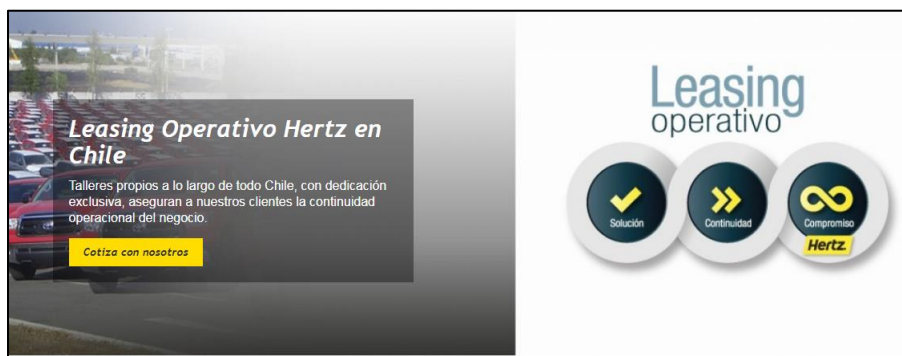 Leasing Operativo Hertz en
Chile
Talleres propios a lo largo de todo Chile, con dedicación
exclusiva, aseguran a nuestros clientes la continuidad
operacional del negocio.
Cotiza con nosotros
Leasing
operativo
Solución
Continuidad
Compromiso
Hertz.